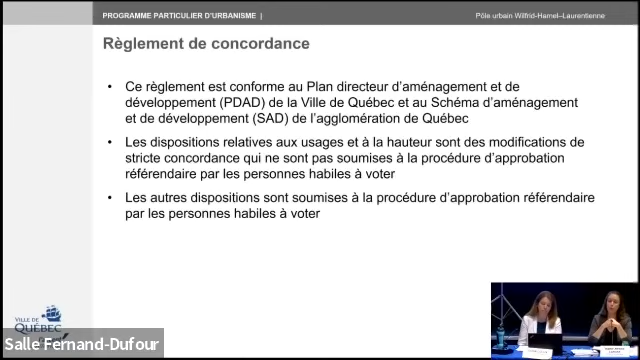 PROGRAMME PARTICULIER D'URBANISME |
Pôle urbain Wilfrid-Hamel–Laurentienne
Règlement de concordance
• Ce règlement est conforme au Plan directeur d'aménagement et de
développement (PDAD) de la Ville de Québec et au Schéma d'aménagement
et de développement (SAD) de l'agglomération de Québec
• Les dispositions relatives aux usages et à la hauteur sont des modifications de
stricte concordance qui ne sont pas soumises à la procédure d'approbation
référendaire par les personnes habiles à voter
• Les autres dispositions sont soumises à la procédure d'approbation référendaire
par les personnes habiles à voter
VILLE DE
QUÉBEC
Salle Fernand-Dufour